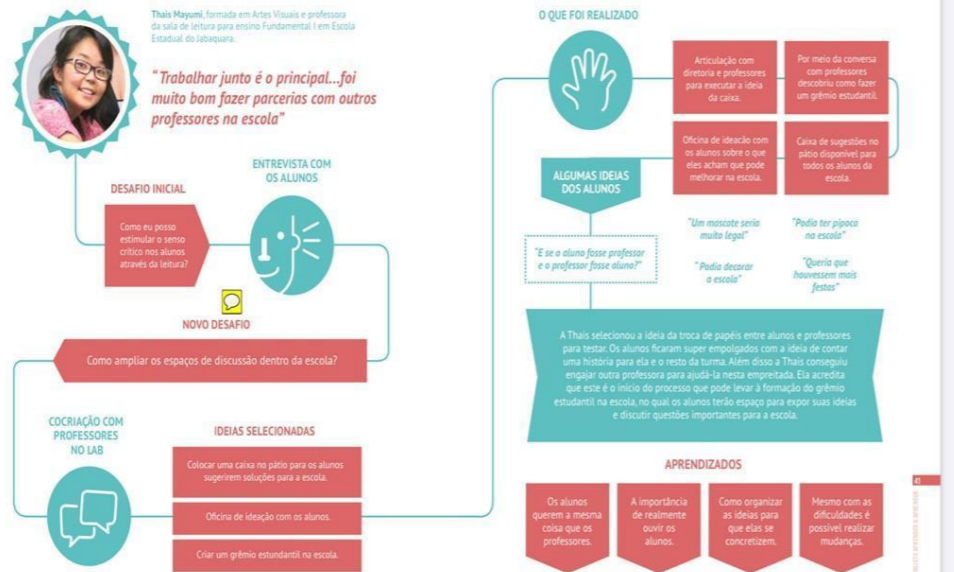 Thais Mayumi, formada em Artes Visuais e professora
da sala de leitura para ensino Fundamental I em Escola
Estadual do Jabaquara.
“Trabalhar junto é o principal...foi
muito bom fazer parcerias com outros
professores na escola”
DESAFIO INICIAL
Como eu posso
estimular o senso
crítico nos alunos
através da leitura?
ENTREVISTA COM
OS ALUNOS
NOVO DESAFIO
Como ampliar os espaços de discussão dentro da escola?
COCRIAÇÃO COM
PROFESSORES
NO LAB
IDEIAS SELECIONADAS
Colocar uma caixa no pátio para os alunos
sugerirem soluções para a escola.
Oficina de ideação com os alunos.
Criar um grêmio estundantil na escola.
O QUE FOI REALIZADO
Articulação com
diretoria e professores
para executar a ideia
da caixa.
Por meio da conversa
com professores
descobriu como fazer
um grêmio estudantil.
Oficina de ideacão com
os alunos sobre o que
eles acham que pode
melhorar na escola.
Caixa de sugestões no
pátio disponível para
todos os alunos da
escola.
ALGUMAS IDEIAS
DOS ALUNOS
“E se o aluno fosse professor
e o professor fosse aluno?”
“Um mascote seria
muito legal”
“Podia ter pipoca
na escola”
“Podia decorar
a escola”
“Queria que
houvessem mais
festas”
A Thais selecionou a ideia da troca de papéis entre alunos e professores
para testar. Os alunos ficaram super empolgados com a ideia de contar
uma história para ela e o resto da turma. Além disso a Thais conseguiu
engajar outra professora para ajudá-la nesta empreitada. Ela acredita
que este é o início do processo que pode levar à formação do grêmio
estudantil na escola, no qual os alunos terão espaço para expor suas ideias
e discutir questões importantes para a escola.
APRENDIZADOS
Os alunos
querem a mesma
coisa que os
professores.
A importância
de realmente
ouvir os
alunos.
Como organizar
as ideias para
que elas se
concretizem.
Mesmo com as
dificuldades é
possível realizar
mudanças.